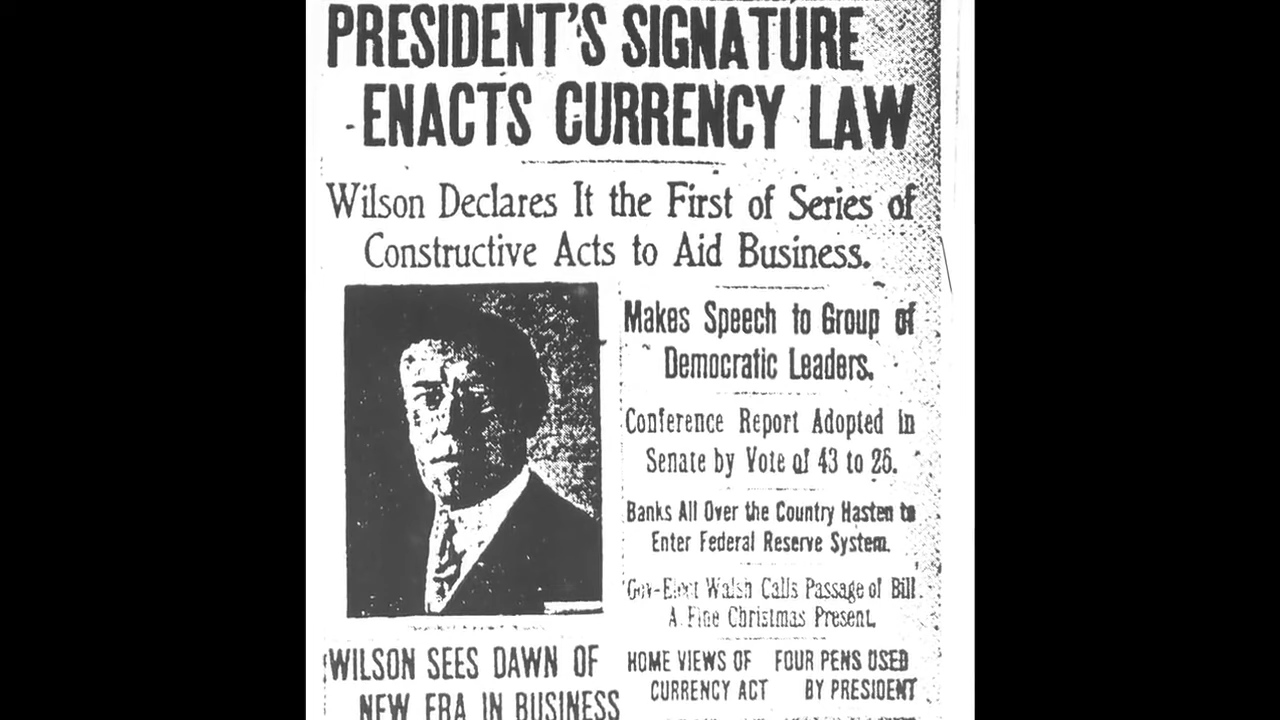 PRESIDENT'S SIGNATURE
ENACTS CURRENCY LAW
Wilson Declares It the First of Series of
Constructive Acts to Aid Business.
Makes Speech to Group of
Democratic Leaders.
Conference Report Adopted in
Senate by Vote of 43 to 25.
Banks All Over the Country Hasten to
Enter Federal Reserve System.
Gov-Elect Walsh Calls Passage of Bill
A Fine Christmas Present.
WILSON SEES DAWN OF
NEW ERA IN BUSINESS
HOME VIEWS OF
CURRENCY ACT
FOUR PENS USED
BY PRESIDENT